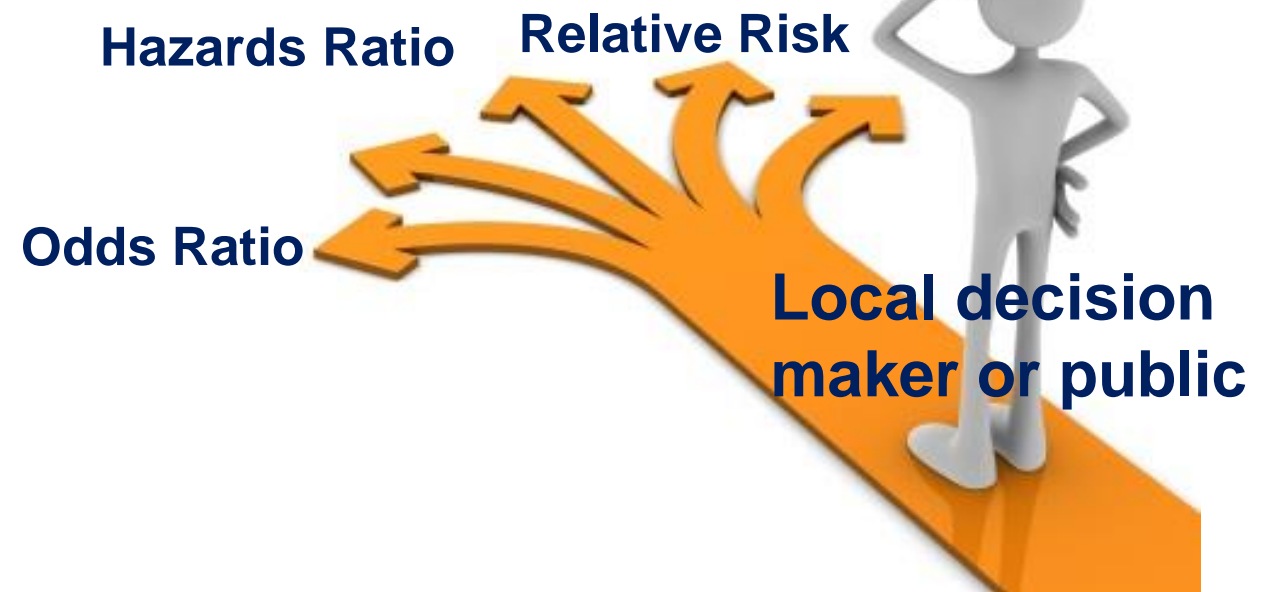 Hazards Ratio
Relative Risk
Odds Ratio
Local decision
maker or public